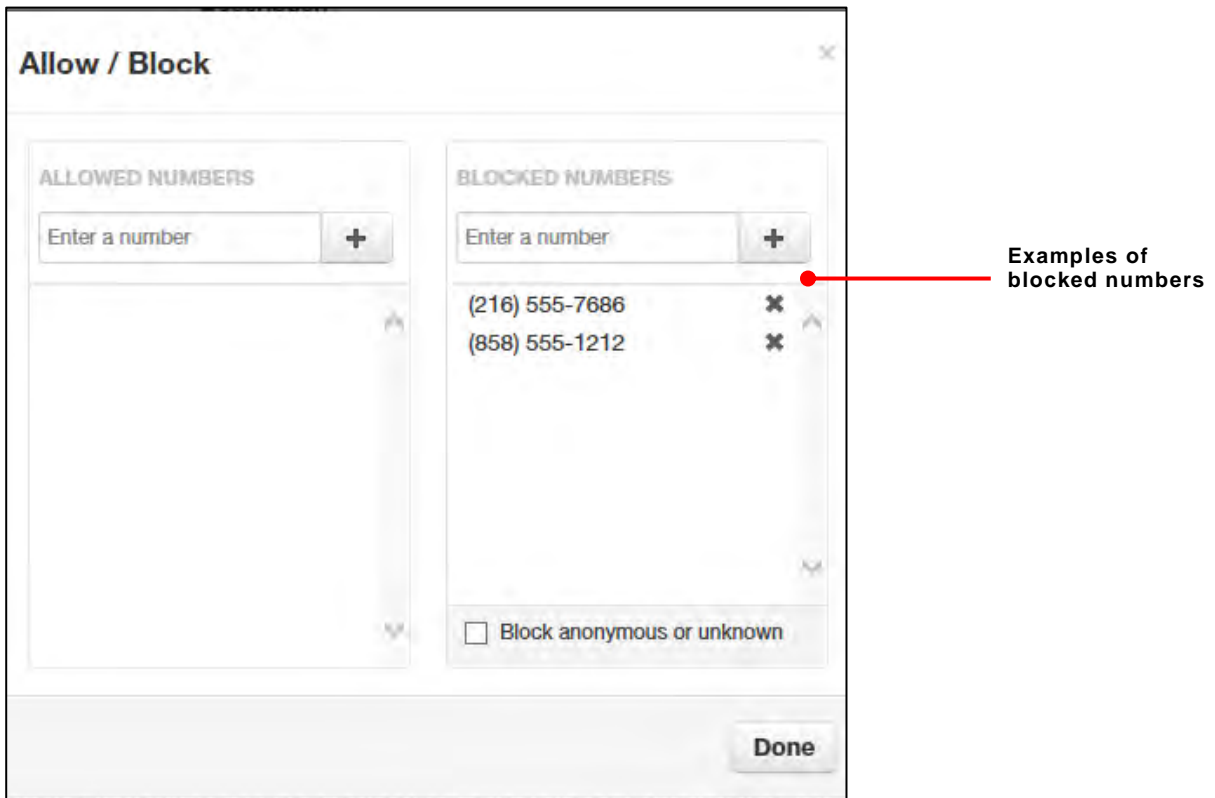 Allow / Block
ALLOWED NUMBERS
Enter a number
BLOCKED NUMBERS
Enter a number
(216) 555-7686
(858) 555-1212
Block anonymous or unknown
Done
Examples of
blocked numbers